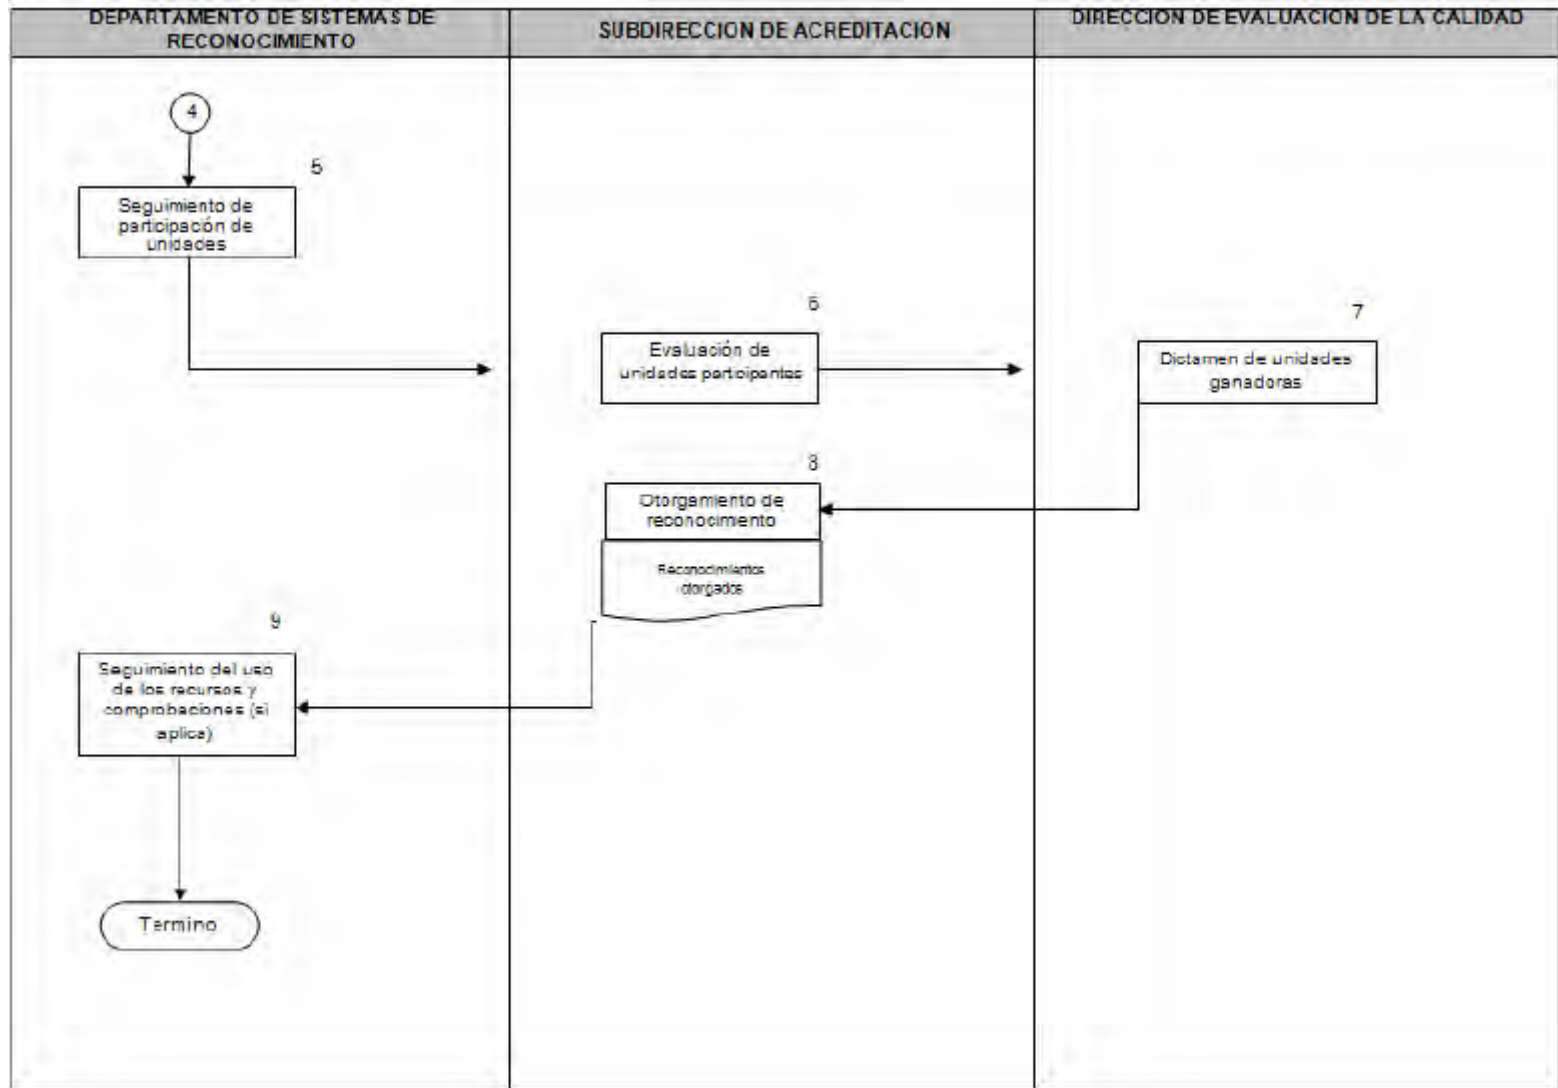 DEPARTAMENTO DE SISTEMAS DE
RECONOCIMIENTO
SUBDIRECCION DE ACREDITACION
DIRECCION DE EVALUACION DE LA CALIDAD
4
5
Seguimiento de
participación de
unidades
6
Evaluación de
unidades participantes
7
Dictamen de unidades
ganadoras
8
Otorgamiento de
reconocimiento
Reconocimientos
otorgados
9
Seguimiento del uso
de los recursos y
comprobaciones (si
aplica)
Termino